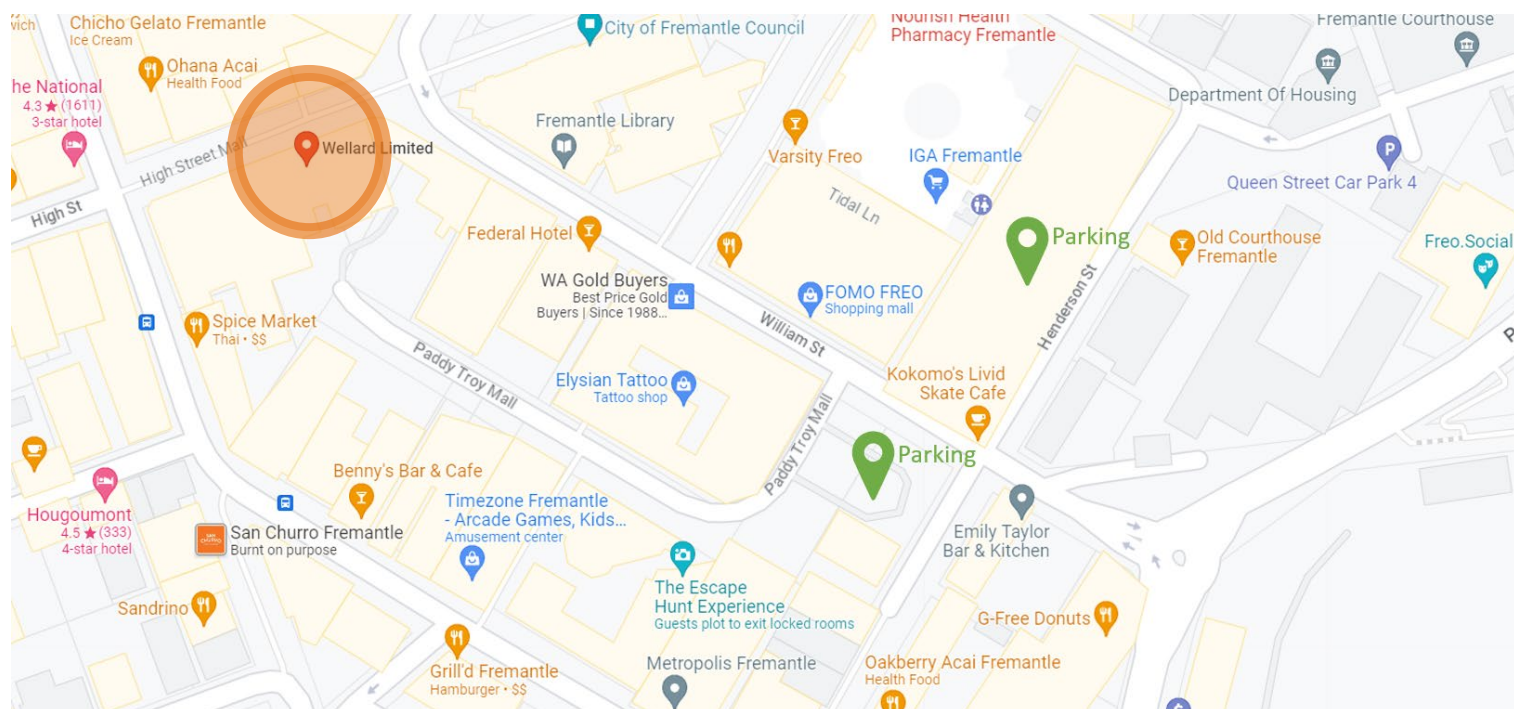 wich
Chicho Gelato Fremantle
Ice Cream
City of Fremantle Council
Nourish Health
Pharmacy Fremantle
Fremantle Courthouse
Ohana Acai
Health Food
he National
4.3★(1611)
3-star hotel
Department Of Housing
Fremantle Library
Wellard Limited
High Street Mall
Varsity Freo
IGA Fremantle
P
Queen Street Car Park 4
High St
Tidal Ln
Federal Hotel
Parking
Old Courthouse
Fremantle
Freo.Social
WA Gold Buyers
Best Price Gold
Buyers | Since 1988...
FOMO FREO
Shopping mall
Henderson St
Spice Market
Thai • $$
William St
P
Paddy Troy Mall
Elysian Tattoo
Tattoo shop
Kokomo's Livid
Skate Cafe
Paddy Troy Mall
Parking
Benny's Bar & Cafe
Timezone Fremantle
- Arcade Games, Kids...
Amusement center
Hougoumont
4.5★(333)
4-star hotel
San Churro Fremantle
Burnt on purpose
Emily Taylor
Bar & Kitchen
The Escape
Hunt Experience
Guests plot to exit locked rooms
Sandrino
G-Free Donuts
Grill'd Fremantle
Hamburger • $$
Metropolis Fremantle
Oakberry Acai Fremantle
Health Food